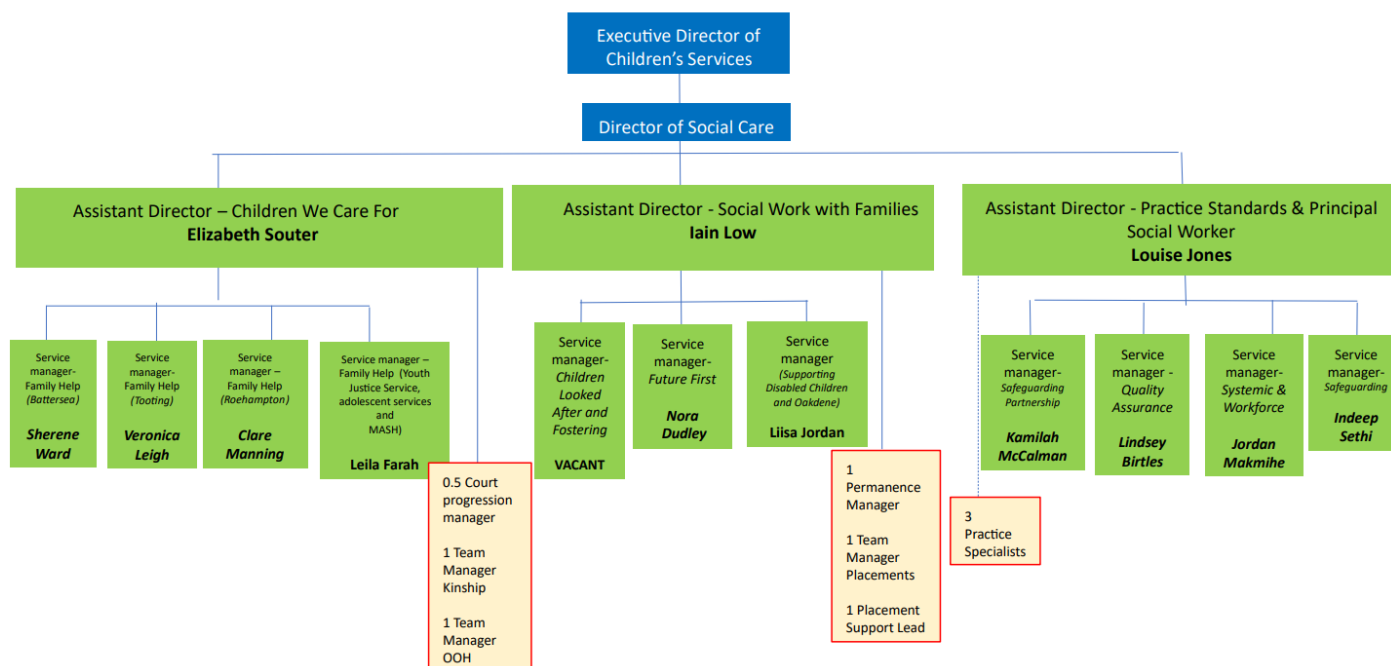 Executive Director of
Children's Services
Director of Social Care
Assistant Director – Children We Care For
Elizabeth Souter
Assistant Director - Social Work with Families
Iain Low
Assistant Director - Practice Standards & Principal
Social Worker
Louise Jones
Service
manager-
Family Help
(Battersea)
Sherene
Ward
Service
manager-
Family Help
(Tooting)
Veronica
Leigh
Service
manager –
Family Help
(Roehampton)
Clare
Manning
Service manager –
Family Help (Youth
Justice Service,
adolescent services
and
MASH)
Leila Farah
0.5 Court
progression
manager
1 Team
Manager
Kinship
1 Team
Manager
OOH
Service
manager-
Children
Looked
After and
Fostering
VACANT
Service
manager-
Future First
Nora
Dudley
Service
manager
(Supporting
Disabled Children
and Oakdene)
Liisa Jordan
1
Permanence
Manager
1 Team
Manager
Placements
1 Placement
Support Lead
3
Practice
Specialists
Service
manager-
Safeguarding
Partnership
Kamilah
McCalman
Service
manager -
Quality
Assurance
Lindsey
Birtles
Service
manager-
Systemic &
Workforce
Jordan
Makmihe
Service
manager-
Safeguarding
Indeep
Sethi